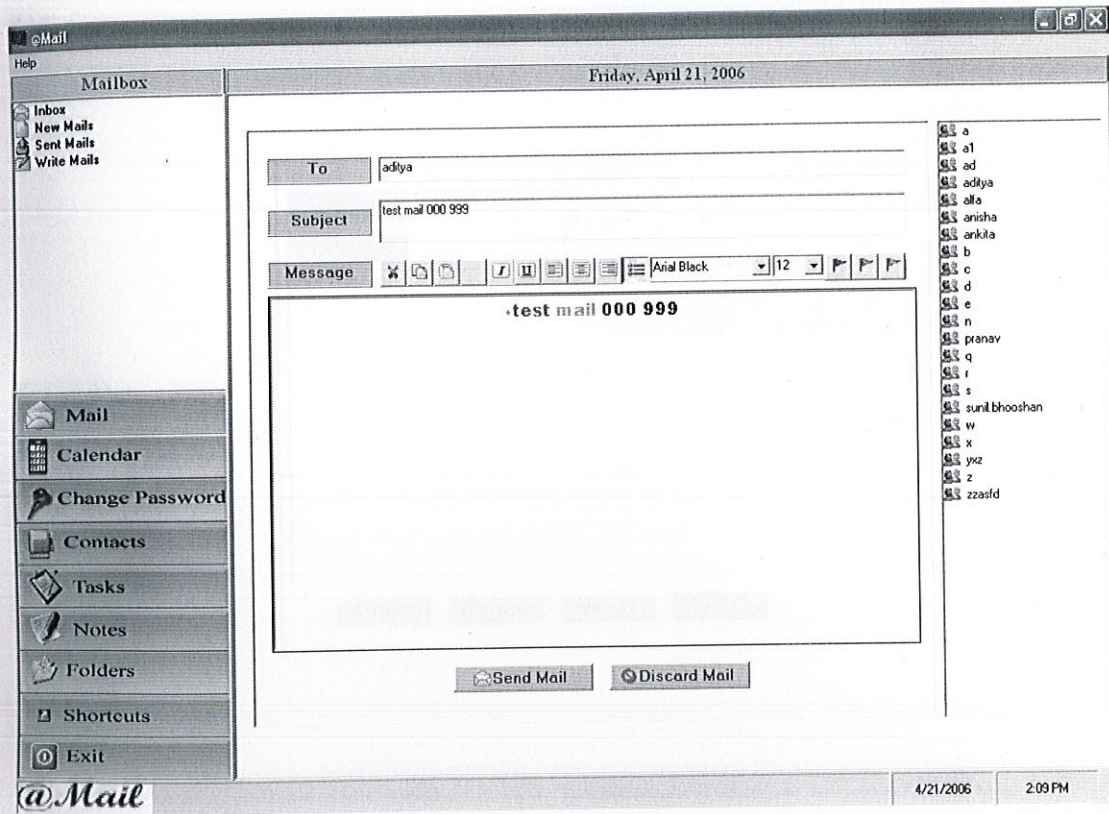 @Mail
Help
Mailbox
Friday, April 21, 2006
Inbox
New Mails
Sent Mails
Write Mails
To
aditya
Subject
test mail 000 999
Message
I
U
Arial Black
12
test mail 000 999
a
a1
ad
aditya
alfa
anisha
ankita
b
c
d
e
n
pranav
q
r
s
sunil.bhooshan
w
x
yxz
z
zzasfd
Mail
Calendar
Change Password
Contacts
Tasks
Notes
Folders
Shortcuts
Exit
Send Mail
Discard Mail
@Mail
4/21/2006
2:09 PM